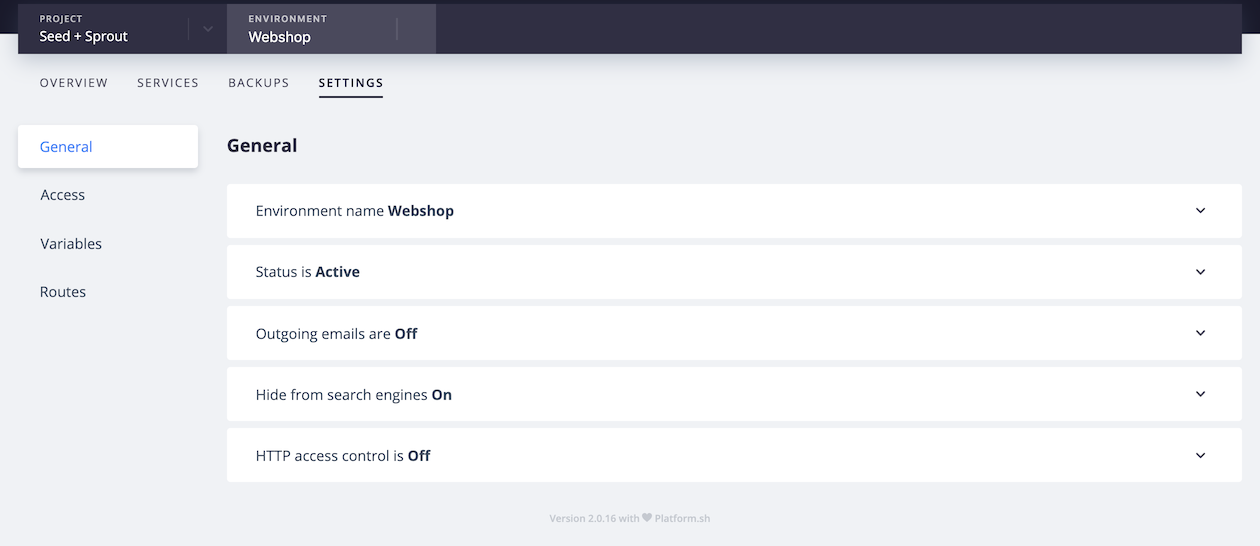 PROJECT
Seed + Sprout
ENVIRONMENT
Webshop
OVERVIEW SERVICES BACKUPS SETTINGS
General
Access
Variables
Routes
General
Environment name Webshop
Status is Active
Outgoing emails are Off
Hide from search engines On
HTTP access control is Off
Version 2.0.16 with Platform.sh